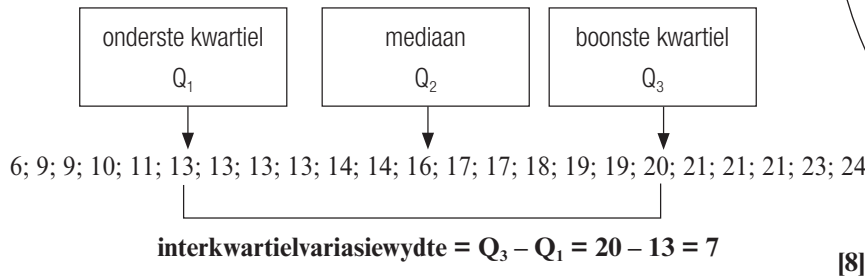 onderste kwartiel
Q₁
mediaan
Q₂
boonste kwartiel
Q₃
6; 9; 9; 10; 11; 13; 13; 13; 13; 14; 14; 16; 17; 17; 18; 19; 19; 20; 21; 21; 21; 23; 24
interkwartielvariasiewydte = Q₃ – Q₁ = 20 – 13 = 7
[8]